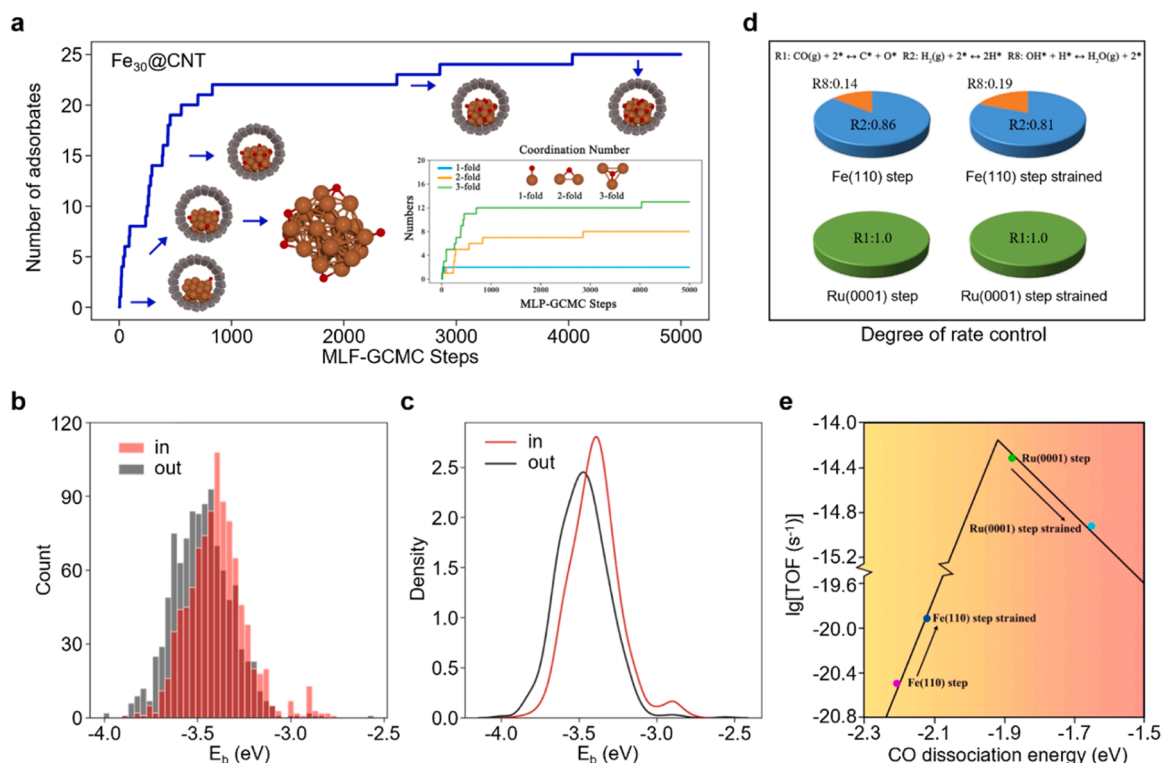 a
Fe30@CNT
Number of adsorbates
25
20
15
10
5
0
0 1000 2000 3000 4000 5000
MLF-GCMC Steps
Coordination Number
1-fold
2-fold
3-fold
1-fold 2-fold 3-fold
Numbers
20
16
12
8
4
0
0 1000 2000 3000 4000 5000
MLP-GCMC Steps
d
R1: CO(g) + 2* ↔ C* + O* R2: H2(g) + 2* ↔ 2H* R8: OH* + H* ↔ H2O(g) + 2*
R8:0.14 R8:0.19
R2:0.86 R2:0.81
Fe(110) step Fe(110) step strained
R1:1.0 R1:1.0
Ru(0001) step Ru(0001) step strained
Degree of rate control
b
in
out
Count
120
90
60
30
0
-4.0 -3.5 -3.0 -2.5
Eb (eV)
c
in
out
Density
2.5
2.0
1.5
1.0
0.5
0.0
-4.0 -3.5 -3.0 -2.5
Eb (eV)
e
lg[TOF (s⁻¹)]
-14.0
-14.4
-14.8
-15.2
-19.6
-20.0
-20.4
-20.8
Ru(0001) step
Ru(0001) step strained
Fe(110) step strained
Fe(110) step
-2.3 -2.1 -1.9 -1.7 -1.5
CO dissociation energy (eV)